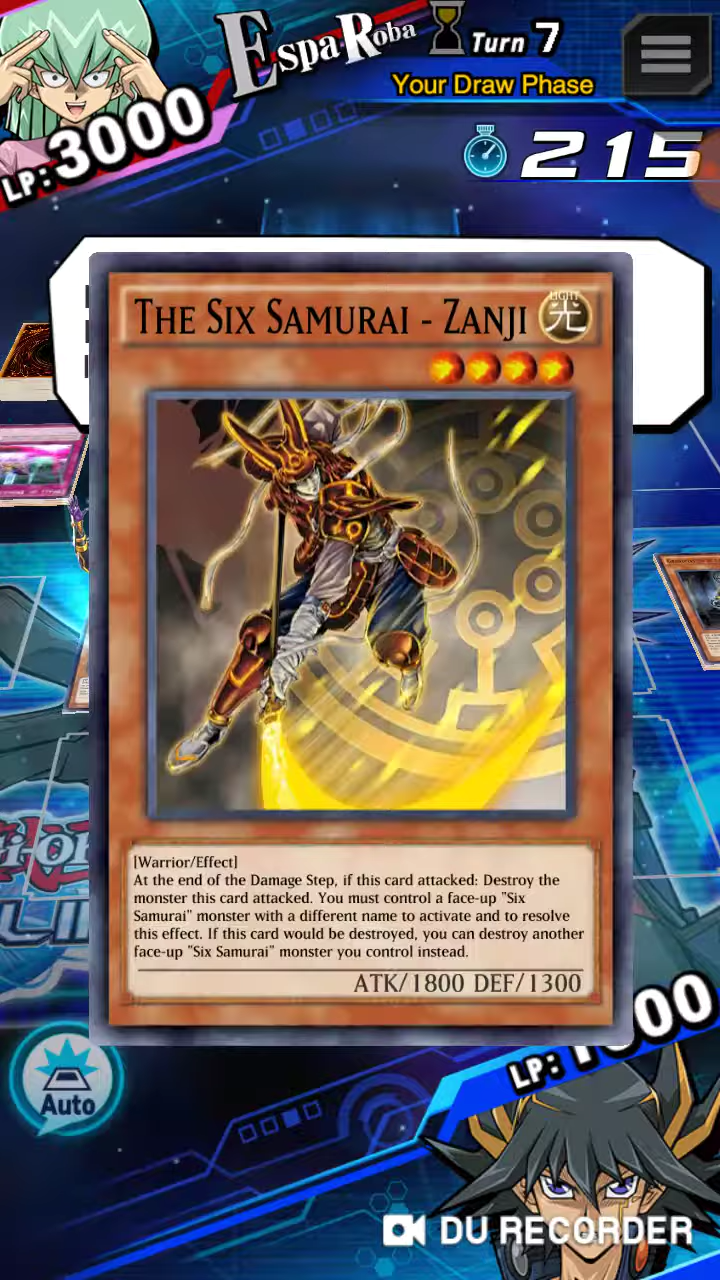 Espa Roba
Turn 7
Your Draw Phase
LP: 3000
215
The Six Samurai - Zanji
LIGHT
光
[Warrior/Effect]
At the end of the Damage Step, if this card attacked: Destroy the
monster this card attacked. You must control a face-up "Six
Samurai" monster with a different name to activate and to resolve
this effect. If this card would be destroyed, you can destroy another
face-up "Six Samurai" monster you control instead.
ATK/1800 DEF/1300
LP:
Auto
DU RECORDER